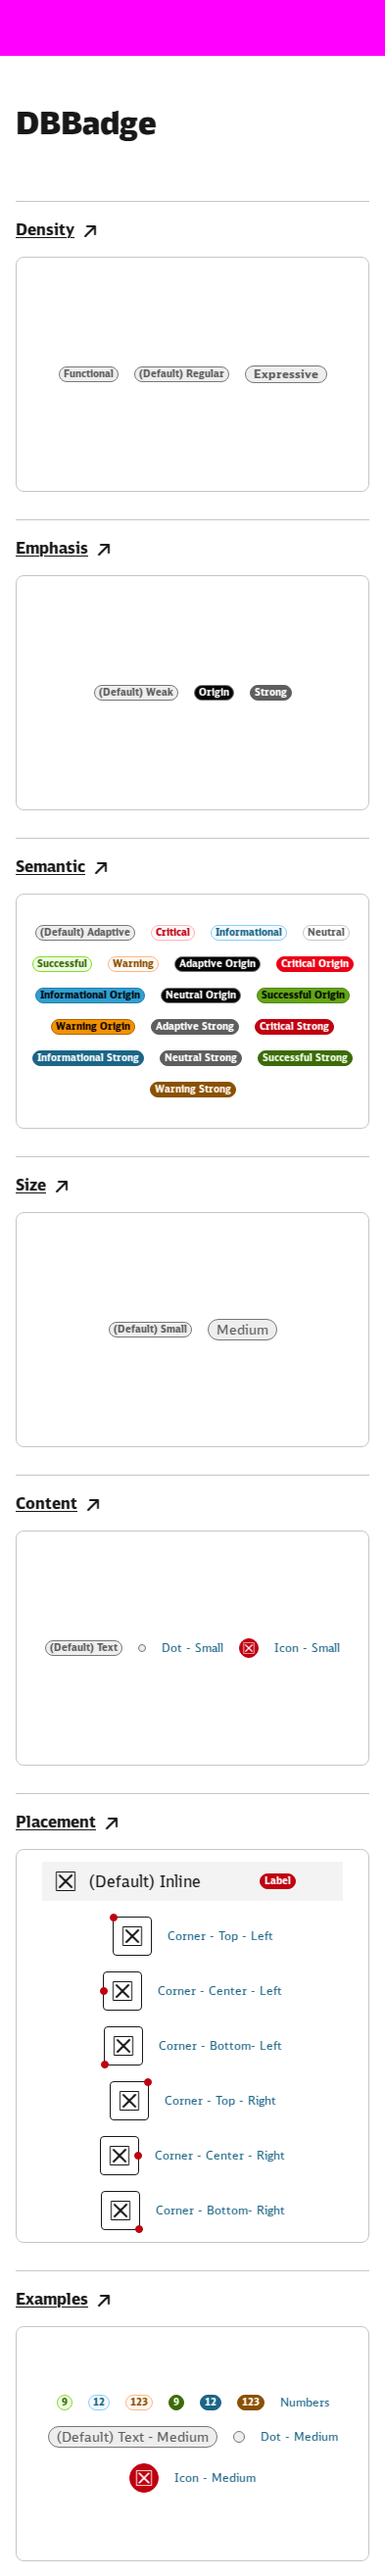 DBBadge
Density
Functional (Default) Regular Expressive
Emphasis
(Default) Weak Origin Strong
Semantic
(Default) Adaptive Critical Informational Neutral
Successful Warning Adaptive Origin Critical Origin
Informational Origin Neutral Origin Successful Origin
Warning Origin Adaptive Strong Critical Strong
Informational Strong Neutral Strong Successful Strong
Warning Strong
Size
(Default) Small Medium
Content
(Default) Text Dot - Small Icon - Small
Placement
(Default) Inline Label
Corner - Top - Left
Corner - Center - Left
Corner - Bottom- Left
Corner - Top - Right
Corner - Center - Right
Corner - Bottom- Right
Examples
9 12 123 9 12 123 Numbers
(Default) Text - Medium Dot - Medium
Icon - Medium